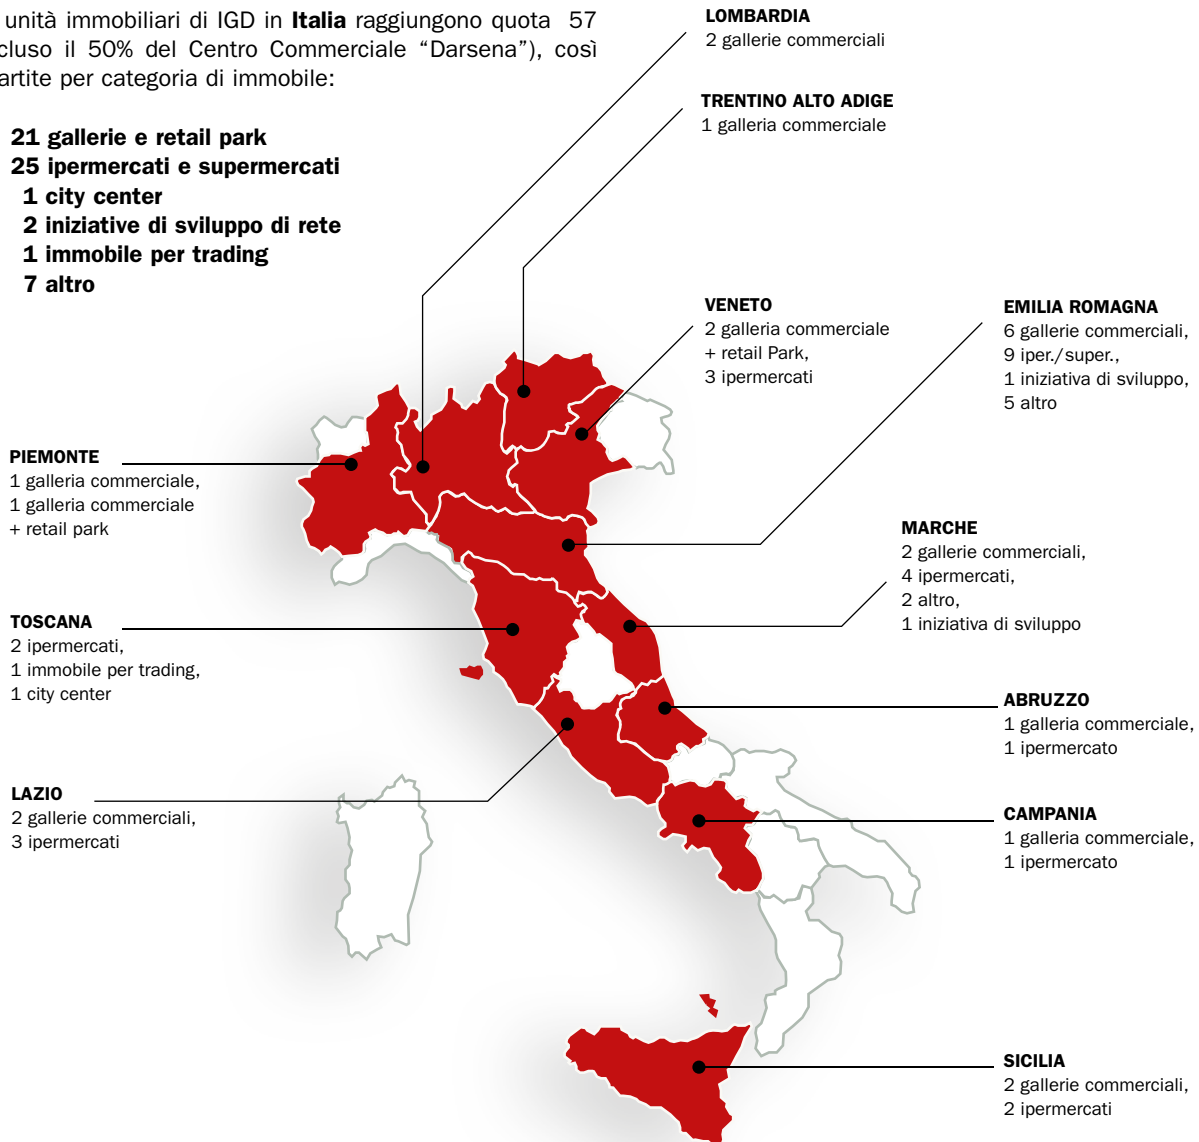 unità immobiliari di IGD in Italia raggiungono quota 57
cluso il 50% del Centro Commerciale “Darsena”), così
artite per categoria di immobile:
21 gallerie e retail park
25 ipermercati e supermercati
1 city center
2 iniziative di sviluppo di rete
1 immobile per trading
7 altro
LOMBARDIA
2 gallerie commerciali
TRENTINO ALTO ADIGE
1 galleria commerciale
VENETO
2 galleria commerciale
+ retail Park,
3 ipermercati
EMILIA ROMAGNA
6 gallerie commerciali,
9 iper./super.,
1 iniziativa di sviluppo,
5 altro
PIEMONTE
1 galleria commerciale,
1 galleria commerciale
+ retail park
MARCHE
2 gallerie commerciali,
4 ipermercati,
2 altro,
1 iniziativa di sviluppo
TOSCANA
2 ipermercati,
1 immobile per trading,
1 city center
ABRUZZO
1 galleria commerciale,
1 ipermercato
LAZIO
2 gallerie commerciali,
3 ipermercati
CAMPANIA
1 galleria commerciale,
1 ipermercato
SICILIA
2 gallerie commerciali,
2 ipermercati